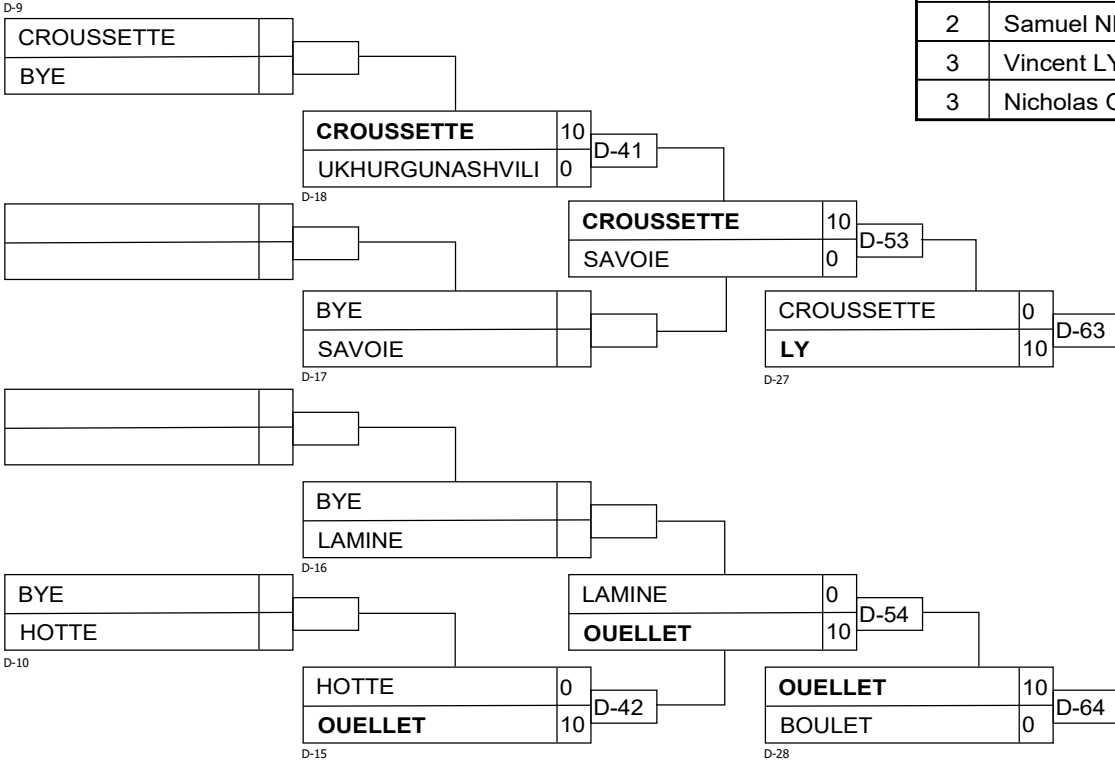 D-9
CROUSSETTE
BYE
2 Samuel
3 Vincent LY
3 Nicholas
CROUSSETTE 10
UKHURGUNASHVILI 0
D-41
D-18
CROUSSETTE 10
SAVOIE 0
D-53
BYE
SAVOIE
D-17
CROUSSETTE 0
LY 10
D-63
D-27
BYE
LAMINE
D-16
BYE
HOTTE
D-10
LAMINE 0
OUELLET 10
D-54
HOTTE 0
OUELLET 10
D-42
D-15
OUELLET 10
BOULET 0
D-64
D-28